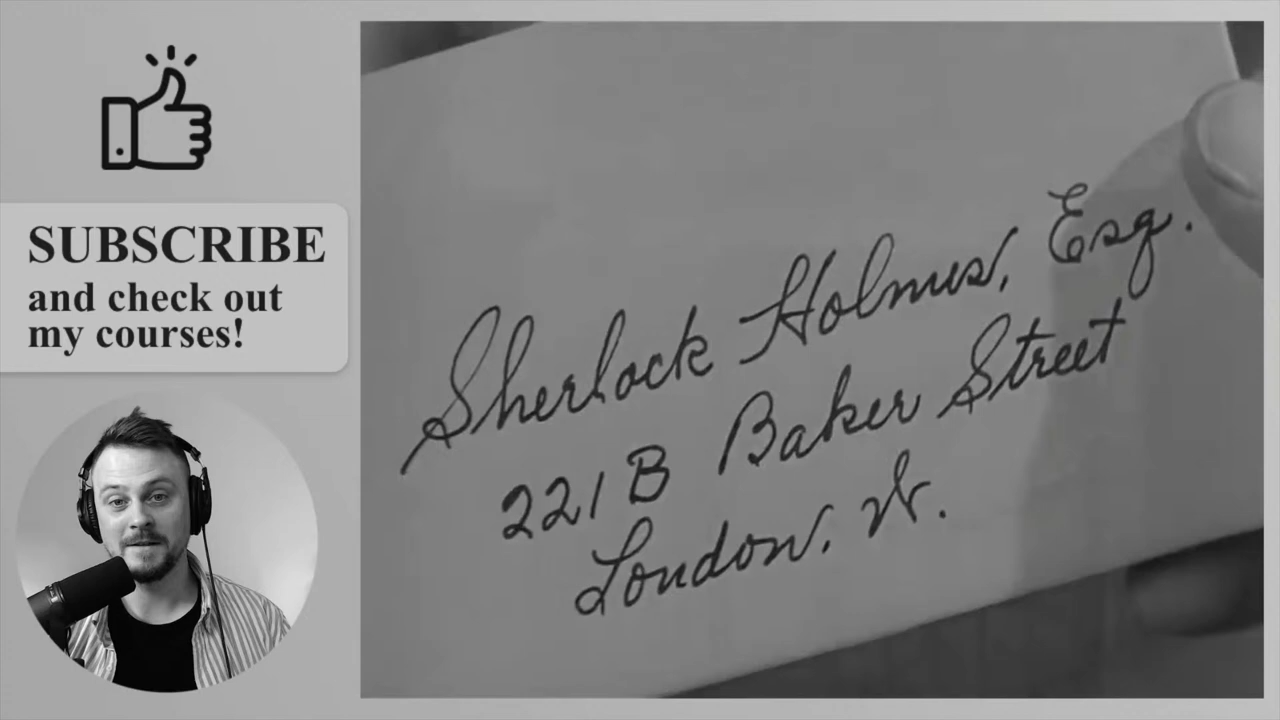 SUBSCRIBE
and check out
my courses!
Sherlock Holmes, Esq.
221B Baker Street
London, W.